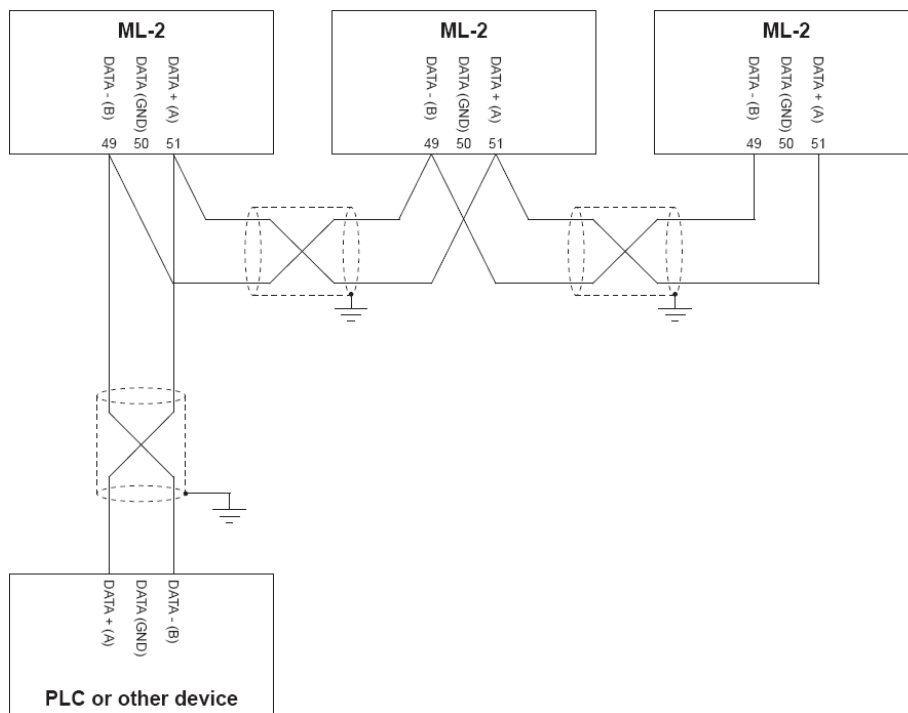 ML-2
DATA - (B)
DATA (GND)
DATA + (A)
49 50 51
ML-2
DATA - (B)
DATA (GND)
DATA + (A)
49 50 51
ML-2
DATA - (B)
DATA (GND)
DATA + (A)
49 50 51
DATA + (A)
DATA (GND)
DATA - (B)
PLC or other device